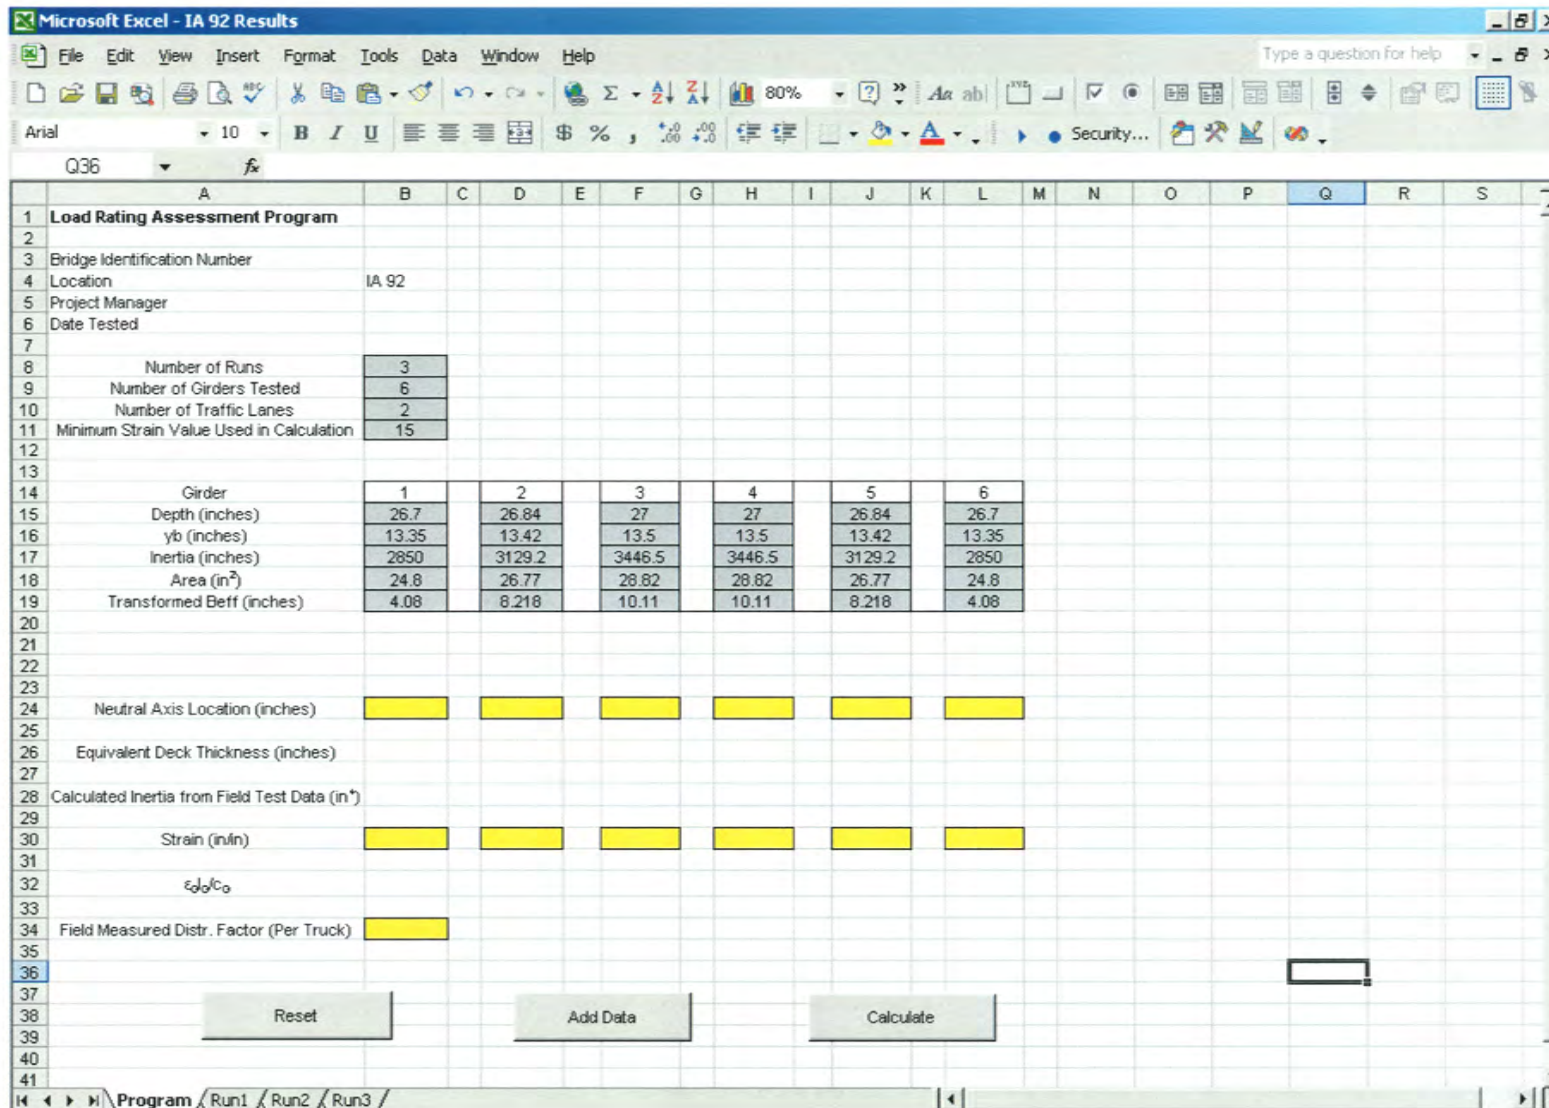 Microsoft Excel - IA 92 Results
File Edit View Insert Format Tools Data Window Help Type a question for help
80%
Arial 10 B I U $ % , Security...
Q36 fx
A B C D E F G H I J K L M N O P Q R S
1 Load Rating Assessment Program
2
3 Bridge Identification Number
4 Location IA 92
5 Project Manager
6 Date Tested
7
8 Number of Runs 3
9 Number of Girders Tested 6
10 Number of Traffic Lanes 2
11 Minimum Strain Value Used in Calculation 15
12
13
14 Girder 1 2 3 4 5 6
15 Depth (inches) 26.7 26.84 27 27 26.84 26.7
16 yb (inches) 13.35 13.42 13.5 13.5 13.42 13.35
17 Inertia (inches) 2850 3129.2 3446.5 3446.5 3129.2 2850
18 Area (in²) 24.8 26.77 28.82 28.82 26.77 24.8
19 Transformed Beff (inches) 4.08 8.218 10.11 10.11 8.218 4.08
20
21
22
23
24 Neutral Axis Location (inches)
25
26 Equivalent Deck Thickness (inches)
27
28 Calculated Inertia from Field Test Data (in⁴)
29
30 Strain (in/in)
31
32 ε₀I₀/c₀
33
34 Field Measured Distr. Factor (Per Truck)
35
36
37
38 Reset Add Data Calculate
39
40
41
Program Run1 Run2 Run3